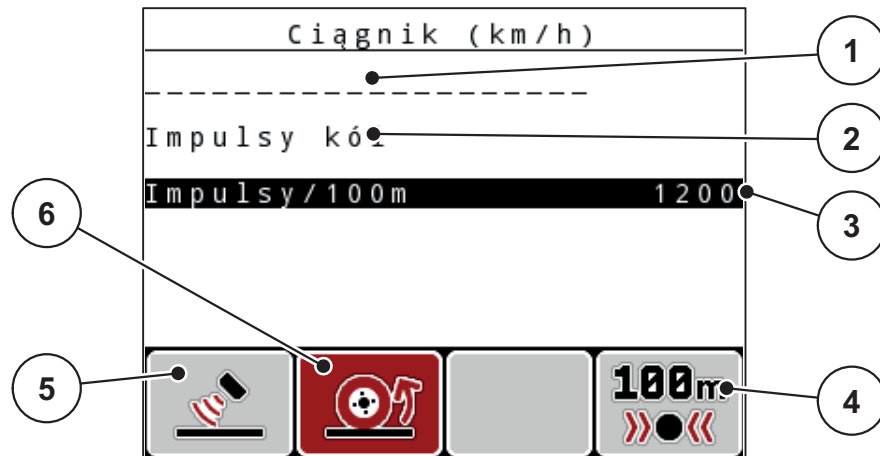 Ciągnik (km/h)
1
--------------------
Impulsy kół
2
Impulsy/100m 1200
3
6
5
100m
4